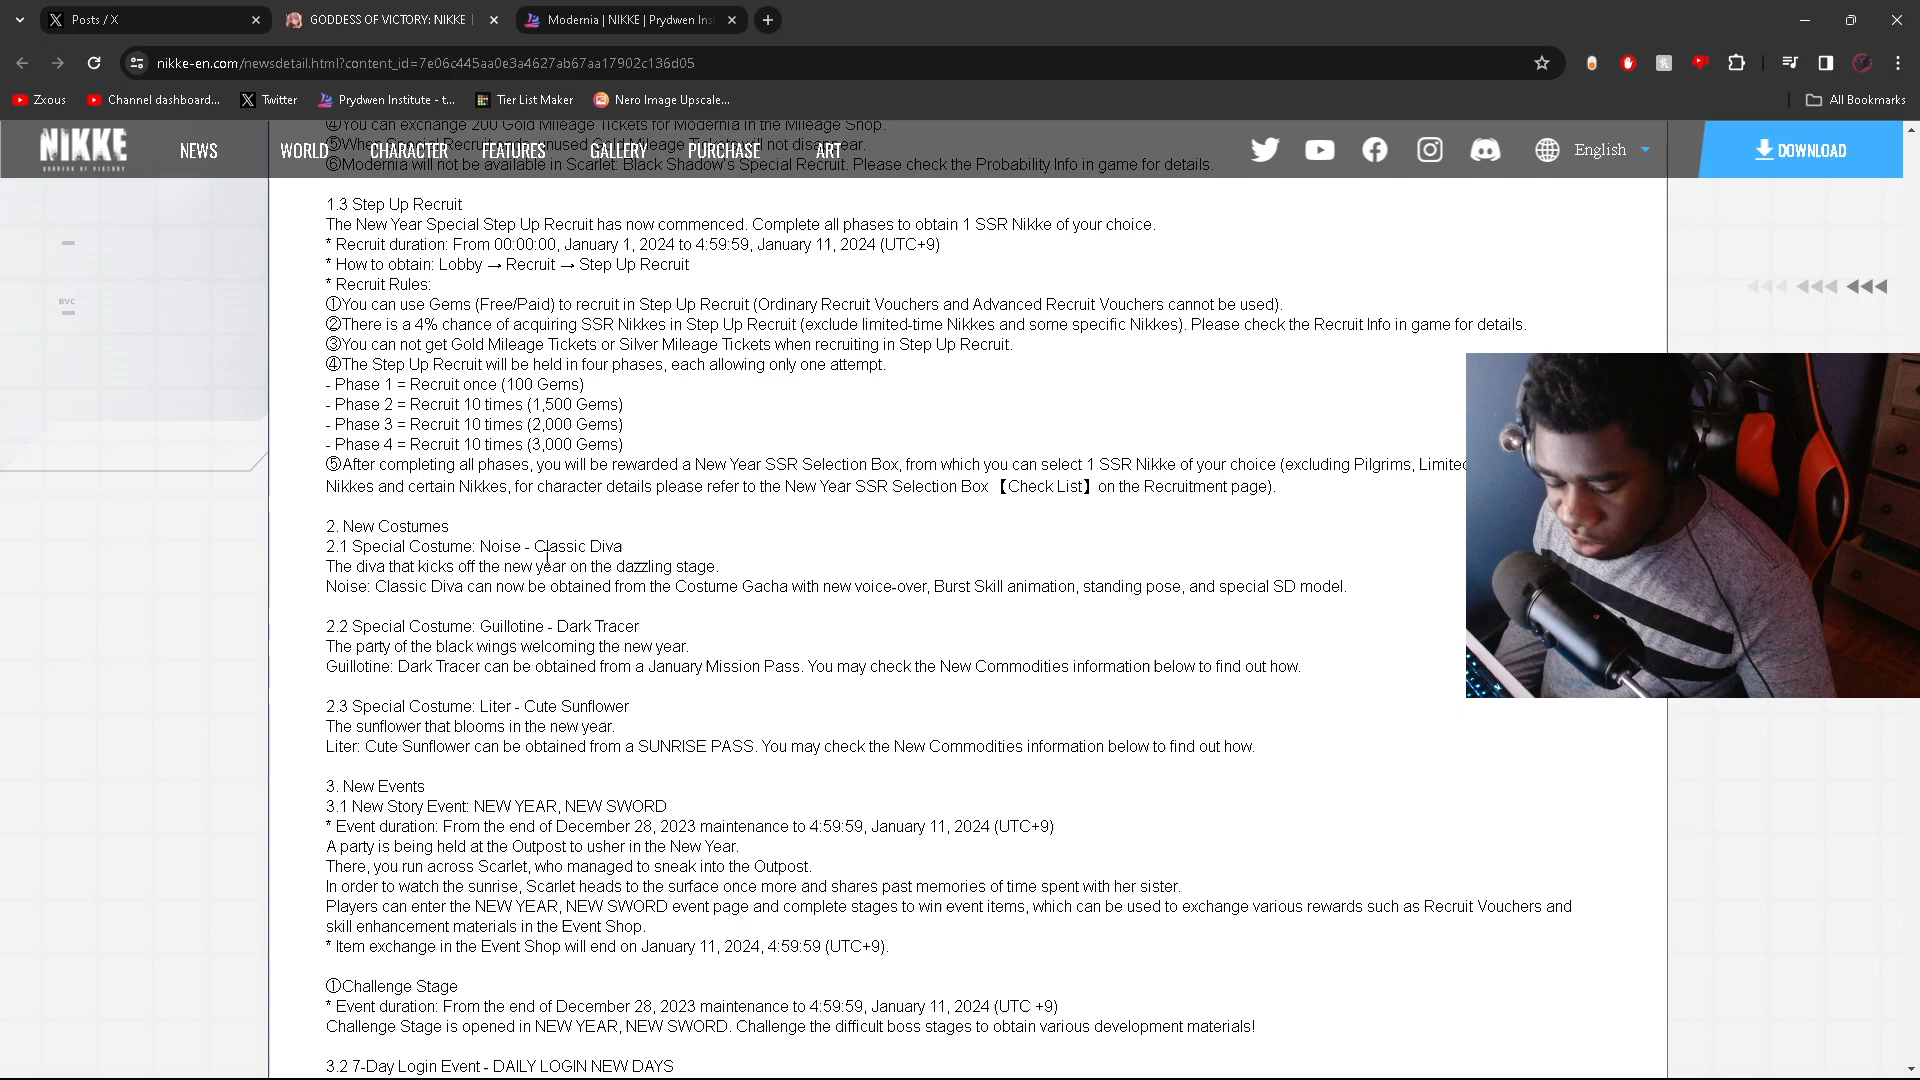 Posts / X
GODDESS OF VICTORY: NIKKE
Modernia | NIKKE | Prydwen Ins
nikke-en.com/newsdetail.html?content_id=7e06c445aa0e3a4627ab67aa17902c136d05
Zxous
Channel dashboard...
Twitter
Prydwen Institute - t...
Tier List Maker
Nero Image Upscale...
All Bookmarks
④You can exchange 200 Gold Mileage Tickets for Modernia in the Mileage Shop.
NIKKE
GODDESS OF VICTORY
NEWS
WORLD
CHARACTER
FEATURES
GALLERY
PURCHASE
ART
English
DOWNLOAD
⑥Modernia will not be available in Scarlet: Black Shadow's Special Recruit. Please check the Probability Info in game for details.
BVC
1.3 Step Up Recruit
The New Year Special Step Up Recruit has now commenced. Complete all phases to obtain 1 SSR Nikke of your choice.
* Recruit duration: From 00:00:00, January 1, 2024 to 4:59:59, January 11, 2024 (UTC+9)
* How to obtain: Lobby → Recruit → Step Up Recruit
* Recruit Rules:
①You can use Gems (Free/Paid) to recruit in Step Up Recruit (Ordinary Recruit Vouchers and Advanced Recruit Vouchers cannot be used).
②There is a 4% chance of acquiring SSR Nikkes in Step Up Recruit (exclude limited-time Nikkes and some specific Nikkes). Please check the Recruit Info in game for details.
③You can not get Gold Mileage Tickets or Silver Mileage Tickets when recruiting in Step Up Recruit.
④The Step Up Recruit will be held in four phases, each allowing only one attempt.
- Phase 1 = Recruit once (100 Gems)
- Phase 2 = Recruit 10 times (1,500 Gems)
- Phase 3 = Recruit 10 times (2,000 Gems)
- Phase 4 = Recruit 10 times (3,000 Gems)
⑤After completing all phases, you will be rewarded a New Year SSR Selection Box, from which you can select 1 SSR Nikke of your choice (excluding Pilgrims, Limited
Nikkes and certain Nikkes, for character details please refer to the New Year SSR Selection Box 【Check List】on the Recruitment page).
2. New Costumes
2.1 Special Costume: Noise - Classic Diva
The diva that kicks off the new year on the dazzling stage.
Noise: Classic Diva can now be obtained from the Costume Gacha with new voice-over, Burst Skill animation, standing pose, and special SD model.
2.2 Special Costume: Guillotine - Dark Tracer
The party of the black wings welcoming the new year.
Guillotine: Dark Tracer can be obtained from a January Mission Pass. You may check the New Commodities information below to find out how.
2.3 Special Costume: Liter - Cute Sunflower
The sunflower that blooms in the new year.
Liter: Cute Sunflower can be obtained from a SUNRISE PASS. You may check the New Commodities information below to find out how.
3. New Events
3.1 New Story Event: NEW YEAR, NEW SWORD
* Event duration: From the end of December 28, 2023 maintenance to 4:59:59, January 11, 2024 (UTC+9)
A party is being held at the Outpost to usher in the New Year.
There, you run across Scarlet, who managed to sneak into the Outpost.
In order to watch the sunrise, Scarlet heads to the surface once more and shares past memories of time spent with her sister.
Players can enter the NEW YEAR, NEW SWORD event page and complete stages to win event items, which can be used to exchange various rewards such as Recruit Vouchers and
skill enhancement materials in the Event Shop.
* Item exchange in the Event Shop will end on January 11, 2024, 4:59:59 (UTC+9).
①Challenge Stage
* Event duration: From the end of December 28, 2023 maintenance to 4:59:59, January 11, 2024 (UTC +9)
Challenge Stage is opened in NEW YEAR, NEW SWORD. Challenge the difficult boss stages to obtain various development materials!
3.2 7-Day Login Event - DAILY LOGIN NEW DAYS